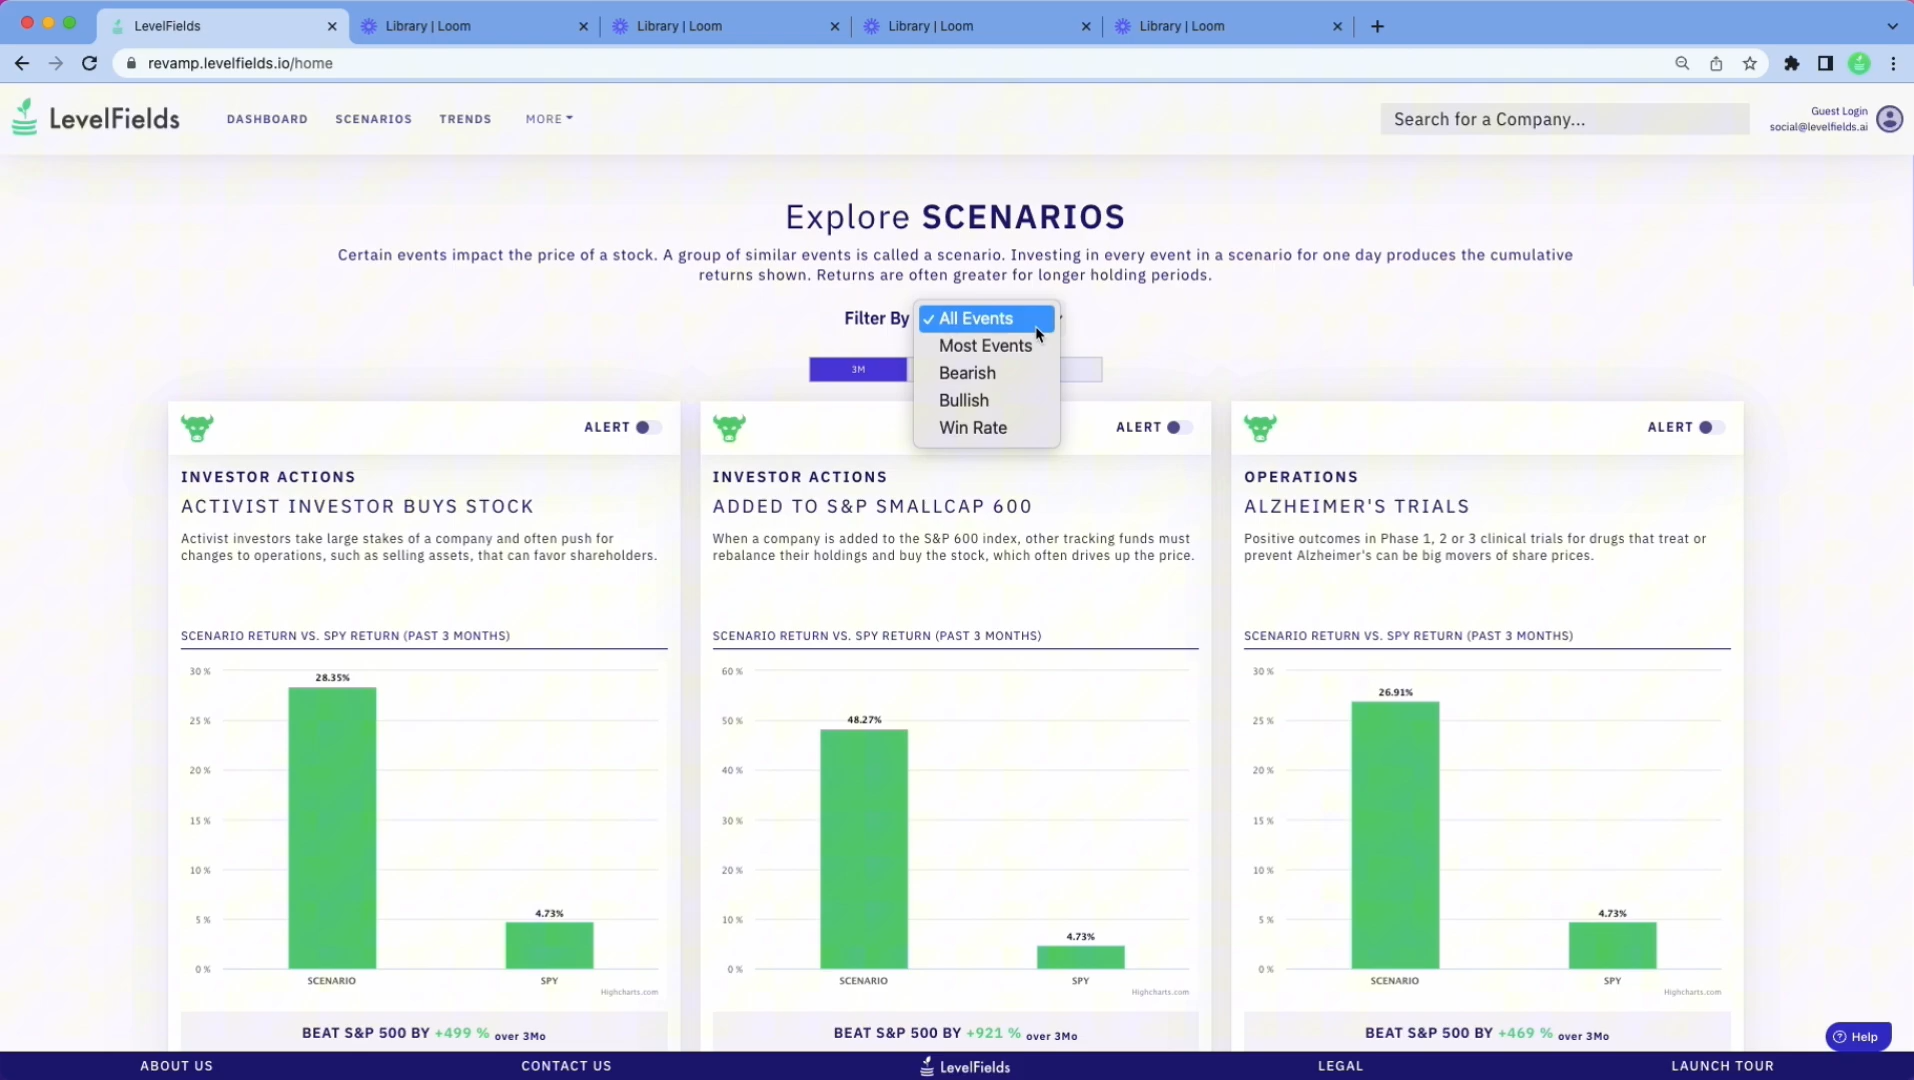 LevelFields
Library | Loom
Library | Loom
Library | Loom
Library | Loom
revamp.levelfields.io/home
LevelFields
DASHBOARD
SCENARIOS
TRENDS
MORE
Search for a Company...
Guest Login
social@levelfields.ai
Explore SCENARIOS
Certain events impact the price of a stock. A group of similar events is called a scenario. Investing in every event in a scenario for one day produces the cumulative
returns shown. Returns are often greater for longer holding periods.
Filter By
✓ All Events
Most Events
Bearish
Bullish
Win Rate
3M
ALERT
INVESTOR ACTIONS
ACTIVIST INVESTOR BUYS STOCK
Activist investors take large stakes of a company and often push for
changes to operations, such as selling assets, that can favor shareholders.
SCENARIO RETURN VS. SPY RETURN (PAST 3 MONTHS)
30 %
25 %
20 %
15 %
10 %
5 %
0 %
28.35%
4.73%
SCENARIO
SPY
Highcharts.com
BEAT S&P 500 BY +499 % over 3Mo
ALERT
INVESTOR ACTIONS
ADDED TO S&P SMALLCAP 600
When a company is added to the S&P 600 index, other tracking funds must
rebalance their holdings and buy the stock, which often drives up the price.
SCENARIO RETURN VS. SPY RETURN (PAST 3 MONTHS)
60 %
50 %
40 %
30 %
20 %
10 %
0 %
48.27%
4.73%
SCENARIO
SPY
Highcharts.com
BEAT S&P 500 BY +921 % over 3Mo
ALERT
OPERATIONS
ALZHEIMER'S TRIALS
Positive outcomes in Phase 1, 2 or 3 clinical trials for drugs that treat or
prevent Alzheimer's can be big movers of share prices.
SCENARIO RETURN VS. SPY RETURN (PAST 3 MONTHS)
30 %
25 %
20 %
15 %
10 %
5 %
0 %
26.91%
4.73%
SCENARIO
SPY
Highcharts.com
BEAT S&P 500 BY +469 % over 3Mo
Help
ABOUT US
CONTACT US
LevelFields
LEGAL
LAUNCH TOUR